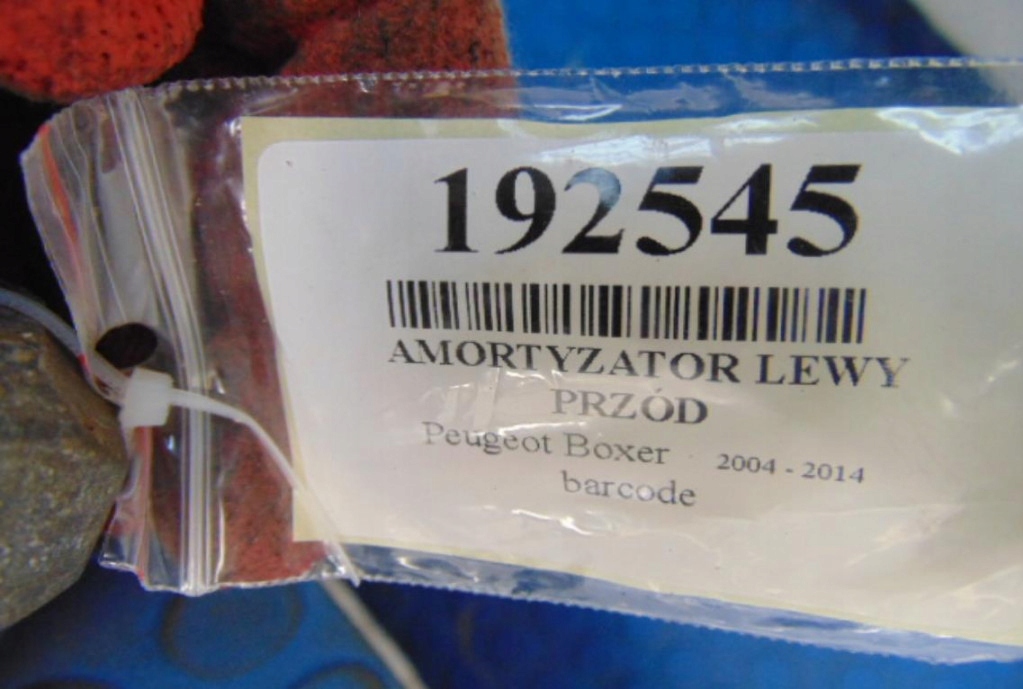 192545
AMORTYZATOR LEWY
PRZÓD
Peugeot Boxer 2004 - 2014
barcode